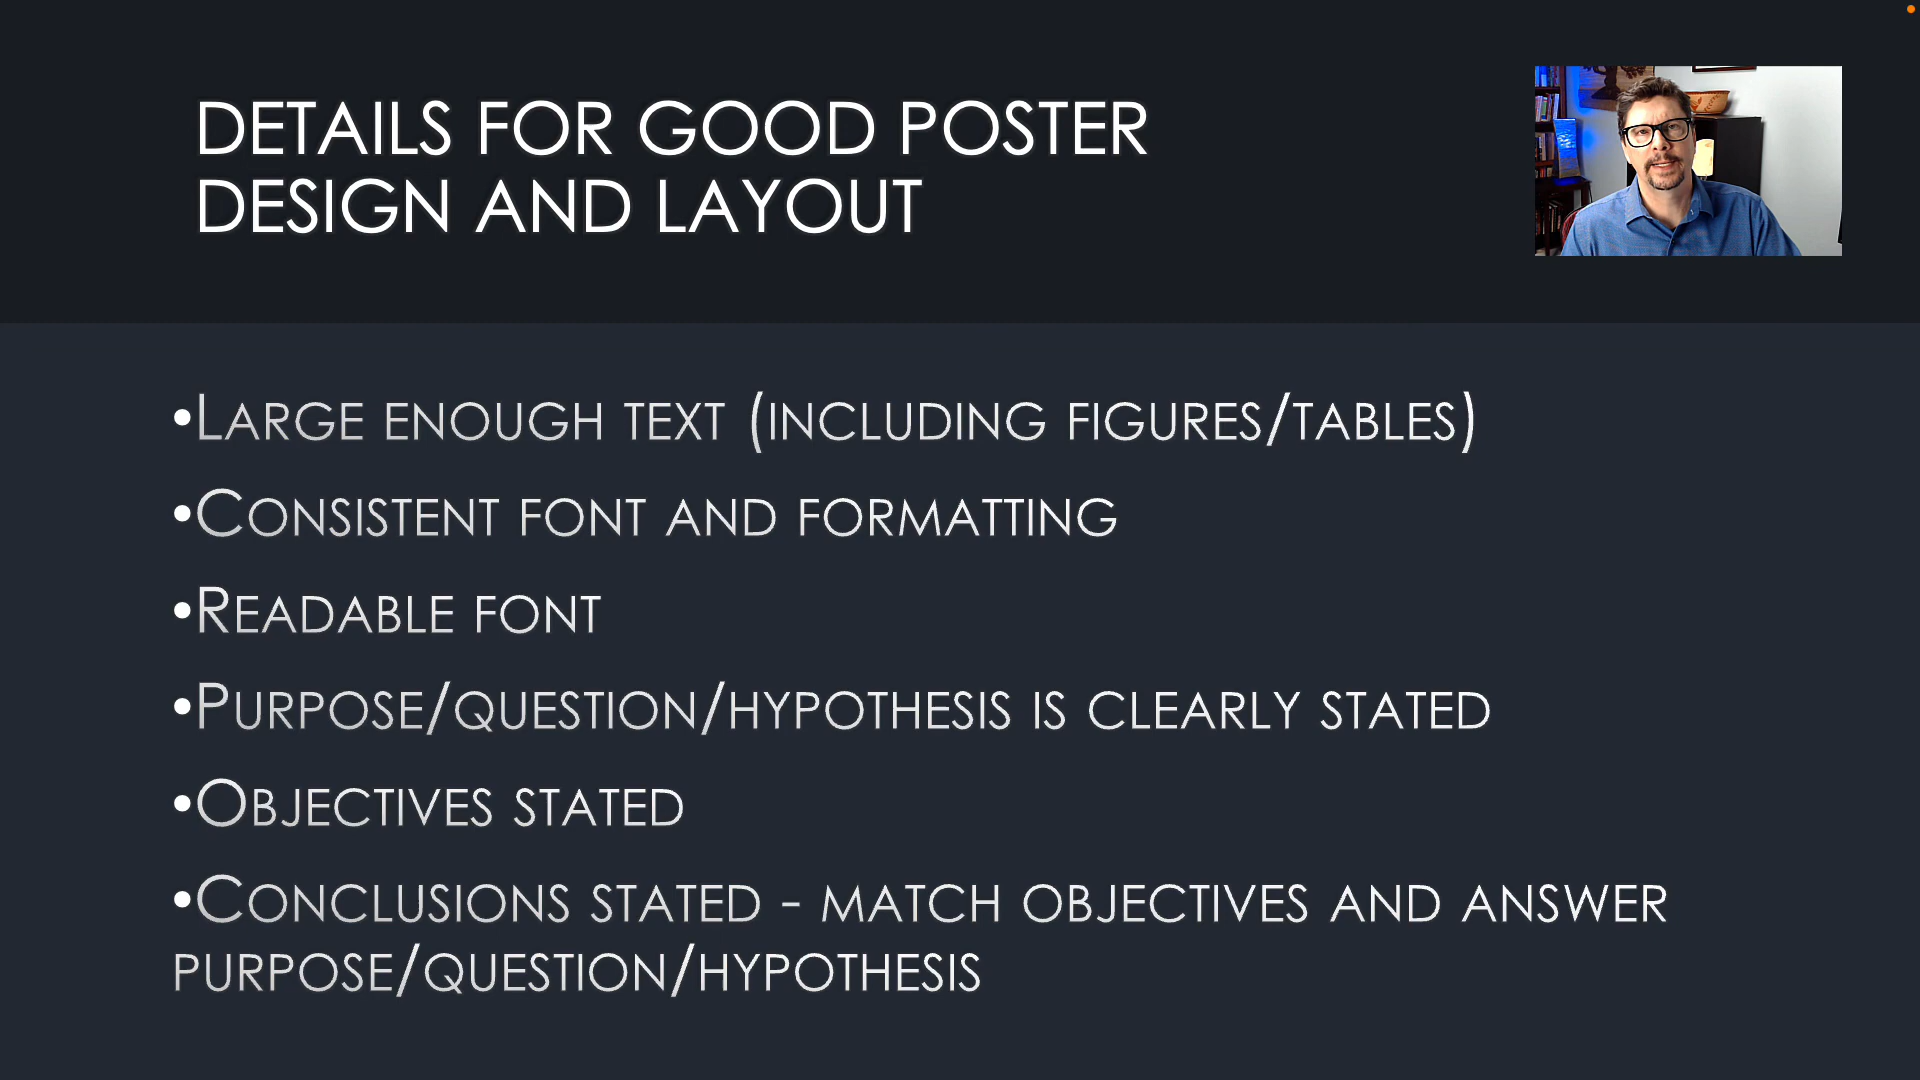 DETAILS FOR GOOD POSTER
DESIGN AND LAYOUT
•LARGE ENOUGH TEXT (INCLUDING FIGURES/TABLES)
•CONSISTENT FONT AND FORMATTING
•READABLE FONT
•PURPOSE/QUESTION/HYPOTHESIS IS CLEARLY STATED
•OBJECTIVES STATED
•CONCLUSIONS STATED - MATCH OBJECTIVES AND ANSWER
PURPOSE/QUESTION/HYPOTHESIS